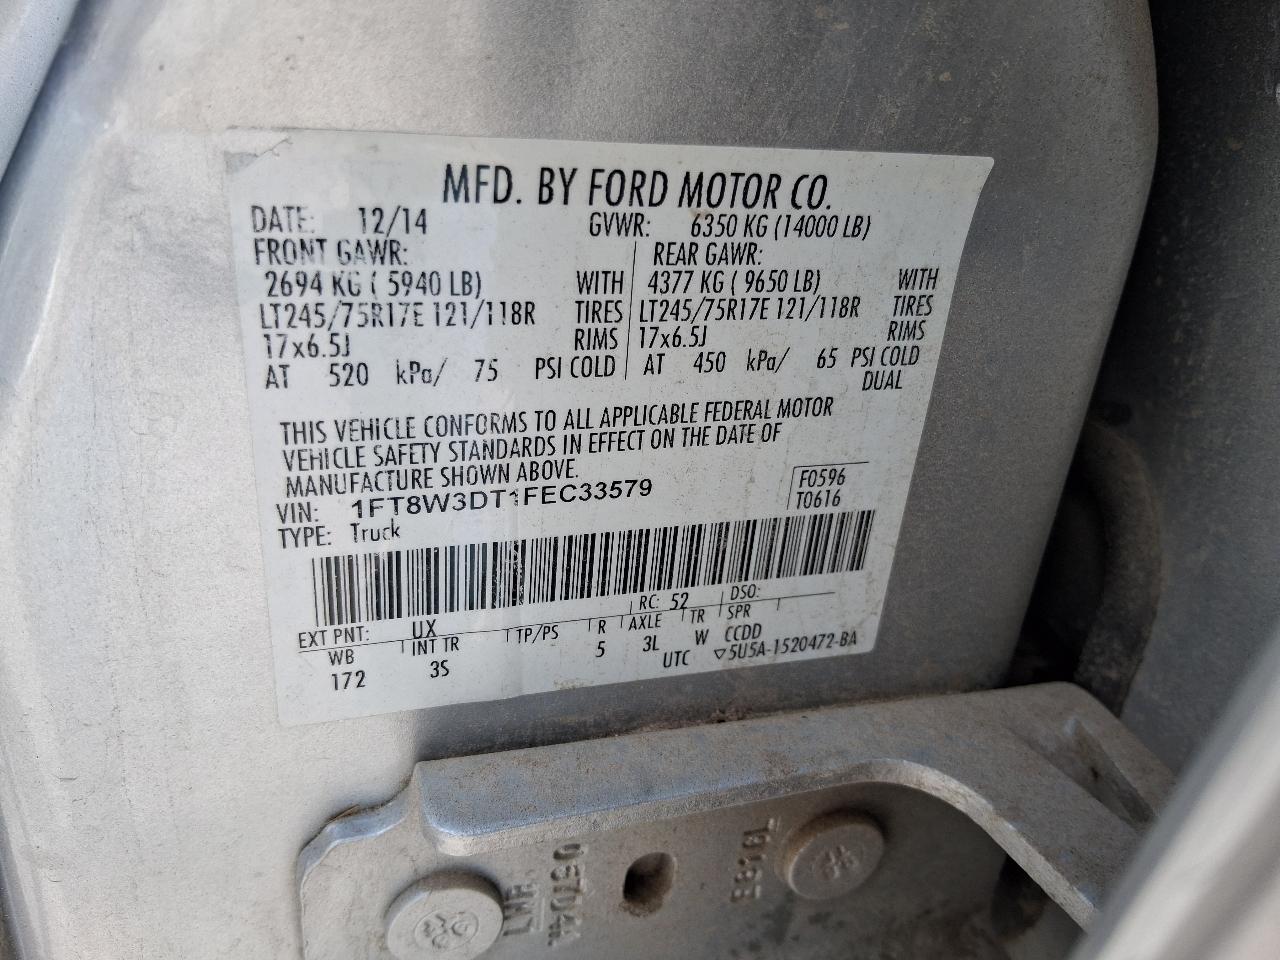 MFD. BY FORD MOTOR CO.
DATE: 12/14 GVWR: 6350 KG (14000 LB)
FRONT GAWR: REAR GAWR:
2694 KG ( 5940 LB) WITH 4377 KG ( 9650 LB) WITH
LT245/75R17E 121/118R TIRES LT245/75R17E 121/118R TIRES
17x6.5J RIMS 17x6.5J RIMS
AT 520 kPa/ 75 PSI COLD AT 450 kPa/ 65 PSI COLD
DUAL
THIS VEHICLE CONFORMS TO ALL APPLICABLE FEDERAL MOTOR
VEHICLE SAFETY STANDARDS IN EFFECT ON THE DATE OF
MANUFACTURE SHOWN ABOVE.
VIN: 1FT8W3DT1FEC33579
F0596
T0616
TYPE: Truck
EXT PNT: UX RC: 52 DSO:
WB INT TR TP/PS R AXLE TR SPR
172 3S 5 3L W CCDD
UTC ▽5U5A-1520472-BA